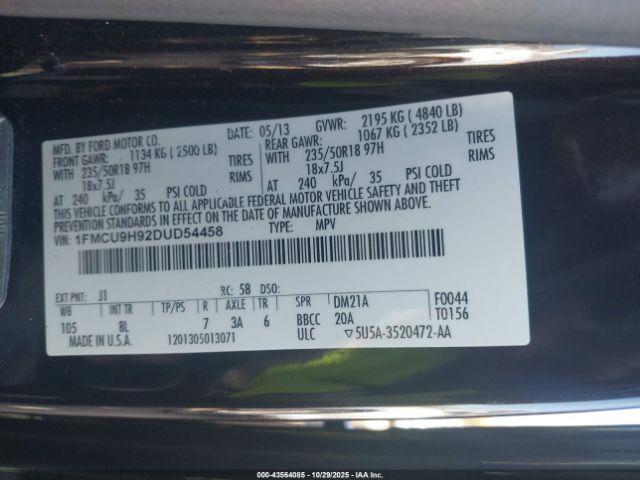 MFD. BY FORD MOTOR CO. DATE: 05/13 GVWR: 2195 KG ( 4840 LB)
FRONT GAWR: 1134 KG ( 2500 LB) REAR GAWR: 1067 KG ( 2352 LB)
WITH 235/50R18 97H TIRES WITH 235/50R18 97H TIRES
18x7.5J RIMS 18x7.5J RIMS
AT 240 kPa/ 35 PSI COLD AT 240 kPa/ 35 PSI COLD
THIS VEHICLE CONFORMS TO ALL APPLICABLE FEDERAL MOTOR VEHICLE SAFETY AND THEFT
PREVENTION STANDARDS IN EFFECT ON THE DATE OF MANUFACTURE SHOWN ABOVE.
VIN: 1FMCU9H92DUD54458 TYPE: MPV
EXT PNT: J1 RC: 58 DSO:
WB INT TR TP/PS R AXLE TR SPR DM21A F0044
105 8L 7 3A 6 BBCC 20A T0156
MADE IN U.S.A. 1201305013071 ULC ▽5U5A-3520472-AA
000-43564085 10/29/2025 IAA Inc.